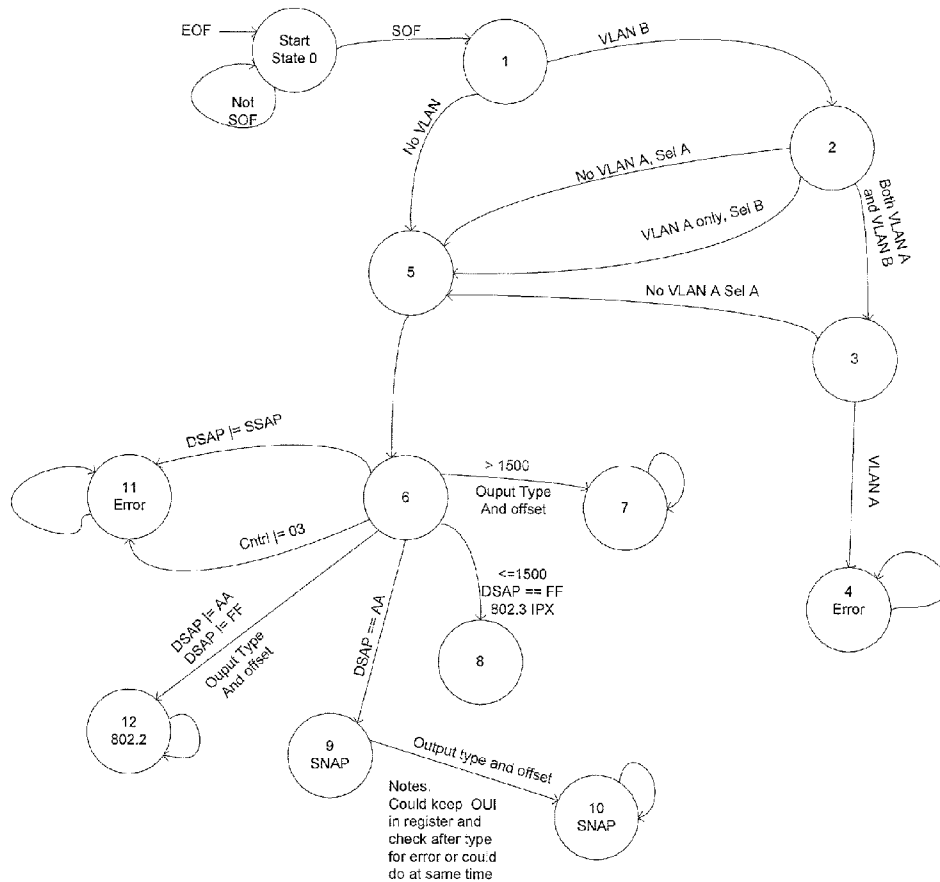 EOF
Start
State 0
SOF
Not
SOF
1
VLAN B
No VLAN
2
No VLAN A, Sel A
VLAN A only, Sel B
Both VLAN A
and VLAN
B
5
No VLAN A Sel A
3
VLAN A
DSAP |= SSAP
11
Error
Cntrl |= 03
6
> 1500
Ouput Type
And offset
7
<=1500
DSAP == FF
802.3 IPX
8
4
Error
DSAP |= AA
DSAP != FF
Ouput Type
And offset
DSAP == AA
12
802.2
9
SNAP
Output type and offset
10
SNAP
Notes.
Could keep OUI
in register and
check after type
for error or could
do at same time